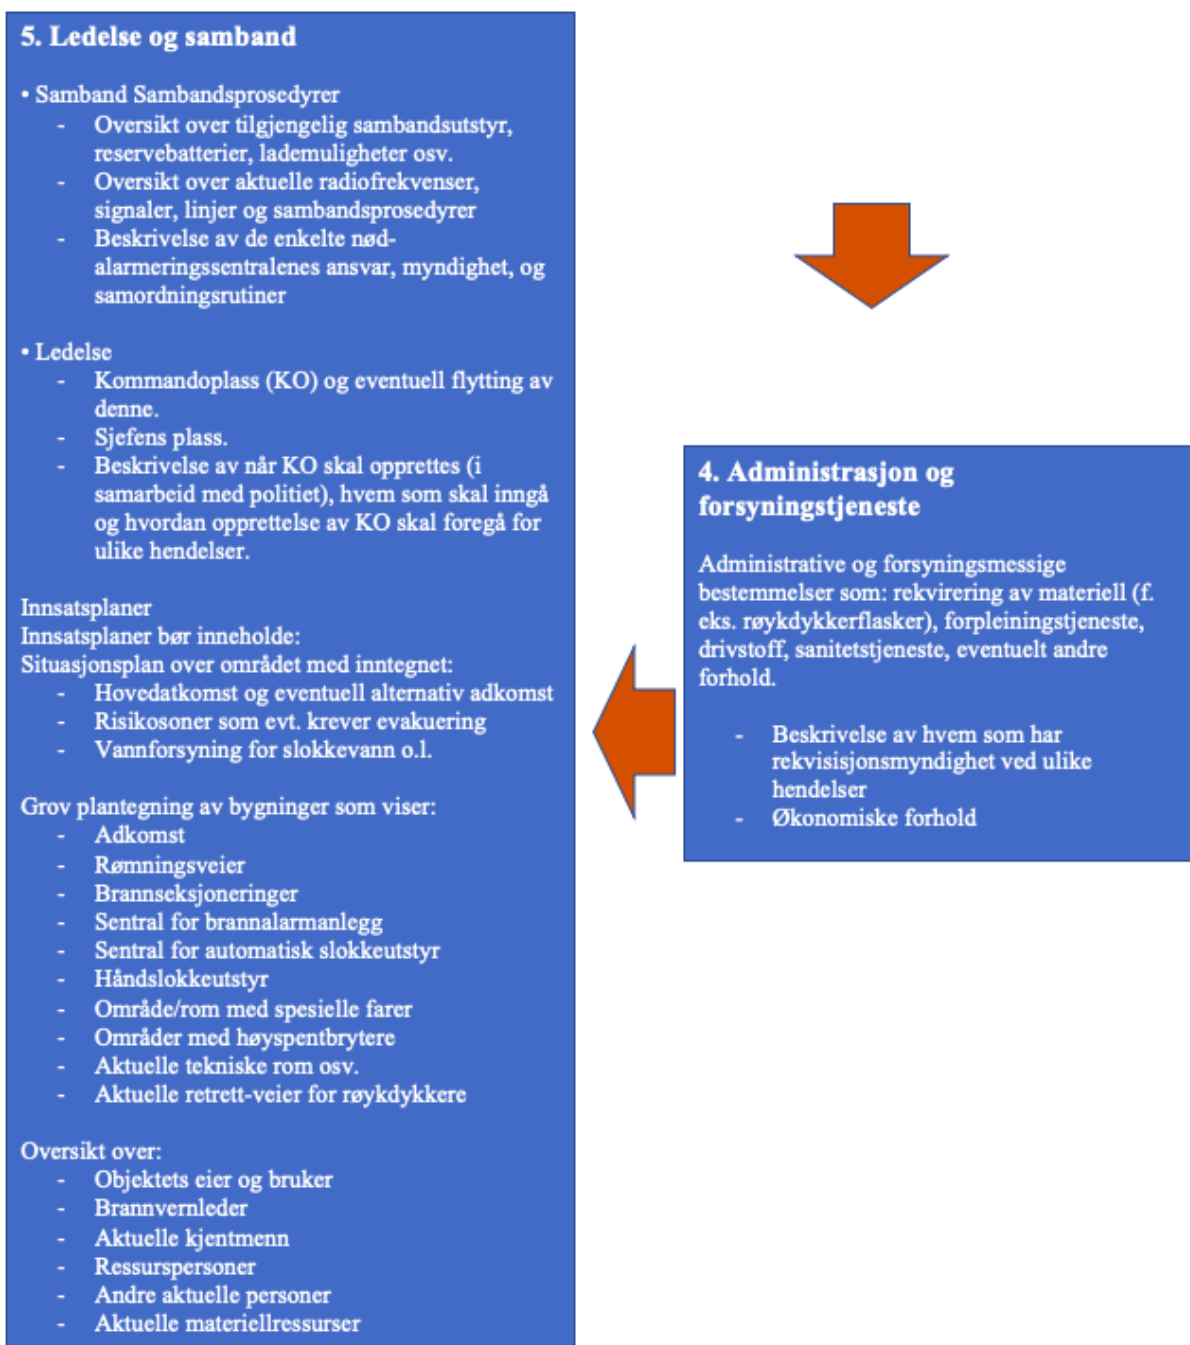 5. Ledelse og samband
• Samband Sambandsprosedyrer
- Oversikt over tilgjengelig sambandsutstyr,
reservebatterier, lademuligheter osv.
- Oversikt over aktuelle radiofrekvenser,
signaler, linjer og sambandsprosedyrer
- Beskrivelse av de enkelte nød-
alarmeringssentralenes ansvar, myndighet, og
samordningsrutiner
• Ledelse
- Kommandoplass (KO) og eventuell flytting av
denne.
- Sjefens plass.
- Beskrivelse av når KO skal opprettes (i
samarbeid med politiet), hvem som skal inngå
og hvordan opprettelse av KO skal foregå for
ulike hendelser.
Innsatsplaner
Innsatsplaner bør inneholde:
Situasjonsplan over området med inntegnet:
- Hovedatkomst og eventuell alternativ adkomst
- Risikosoner som evt. krever evakuering
- Vannforsyning for slokkevann o.l.
Grov plantegning av bygninger som viser:
- Adkomst
- Rømningsveier
- Brannseksjoneringer
- Sentral for brannalarmanlegg
- Sentral for automatisk slokkeutstyr
- Håndslokkeutstyr
- Område/rom med spesielle farer
- Områder med høyspentbrytere
- Aktuelle tekniske rom osv.
- Aktuelle retrett-veier for røykdykkere
Oversikt over:
- Objektets eier og bruker
- Brannvernleder
- Aktuelle kjentmenn
- Ressurspersoner
- Andre aktuelle personer
- Aktuelle materiellressurser
4. Administrasjon og
forsyningstjeneste
Administrative og forsyningsmessige
bestemmelser som: rekvirering av materiell (f.
eks. røykdykkerflasker), forpleiningstjeneste,
drivstoff, sanitetstjeneste, eventuelt andre
forhold.
- Beskrivelse av hvem som har
rekvisisjonsmyndighet ved ulike
hendelser
- Økonomiske forhold